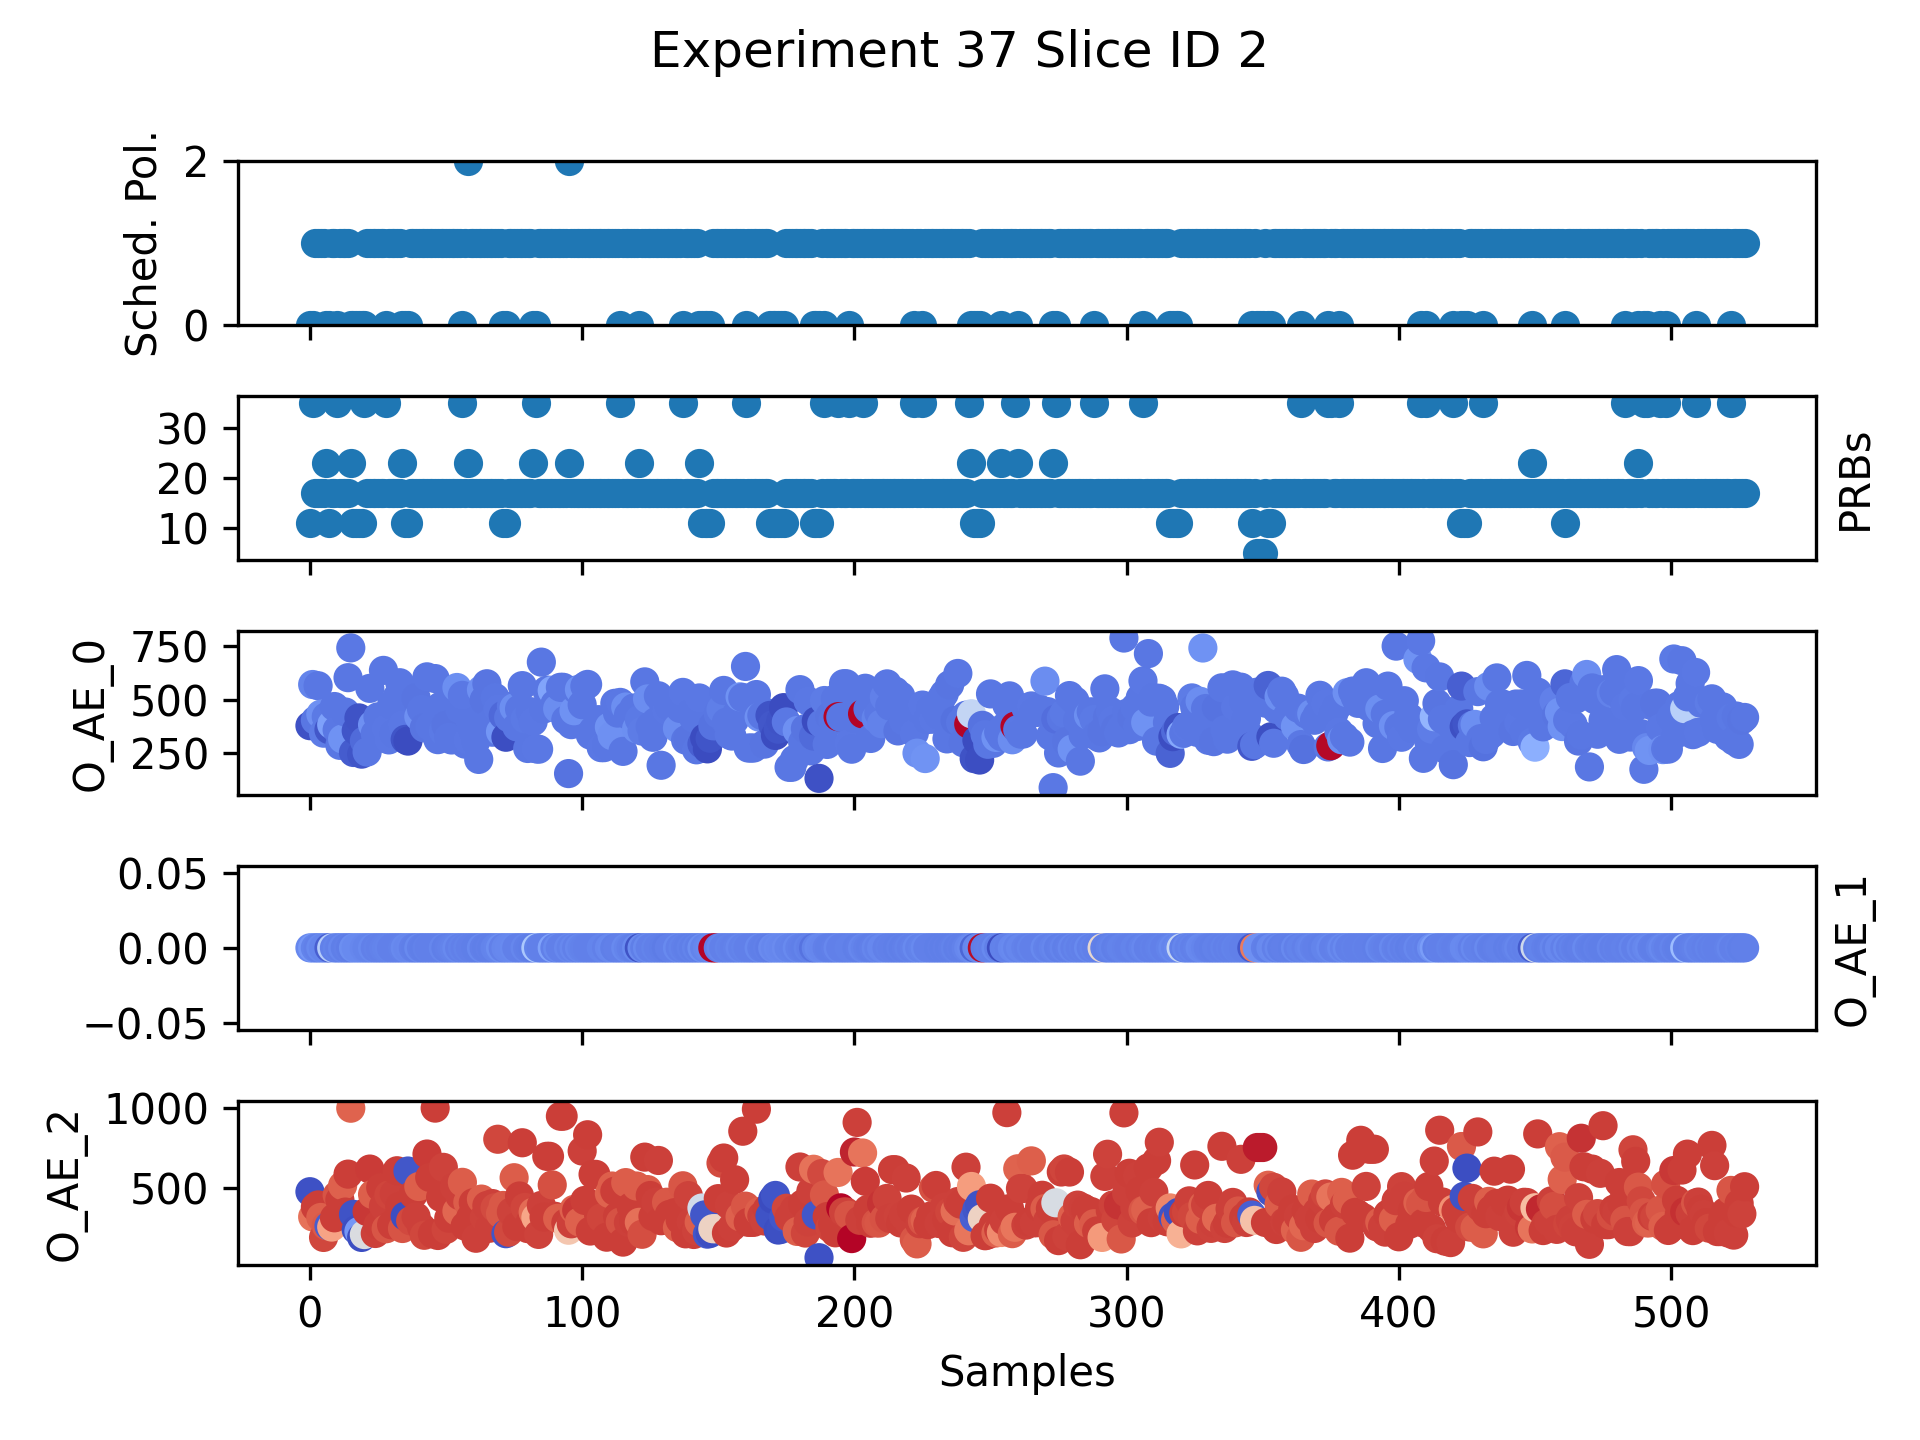 Experiment 37 Slice ID 2
Sched. Pol.
2
0
PRBs
30
20
10
O_AE_0
750
500
250
O_AE_1
0.05
0.00
−0.05
O_AE_2
1000
500
0 100 200 300 400 500
Samples